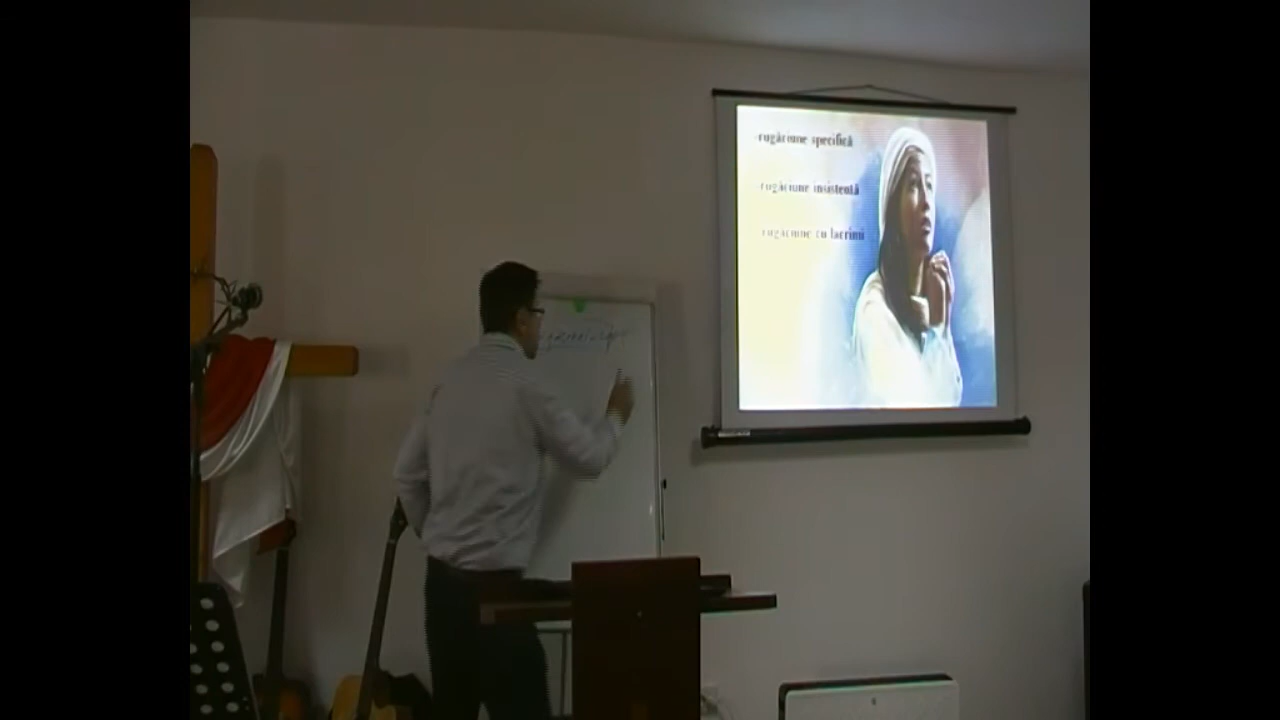 -rugăciune specifică
-rugăciune insistentă
-rugăciune cu lacrimi